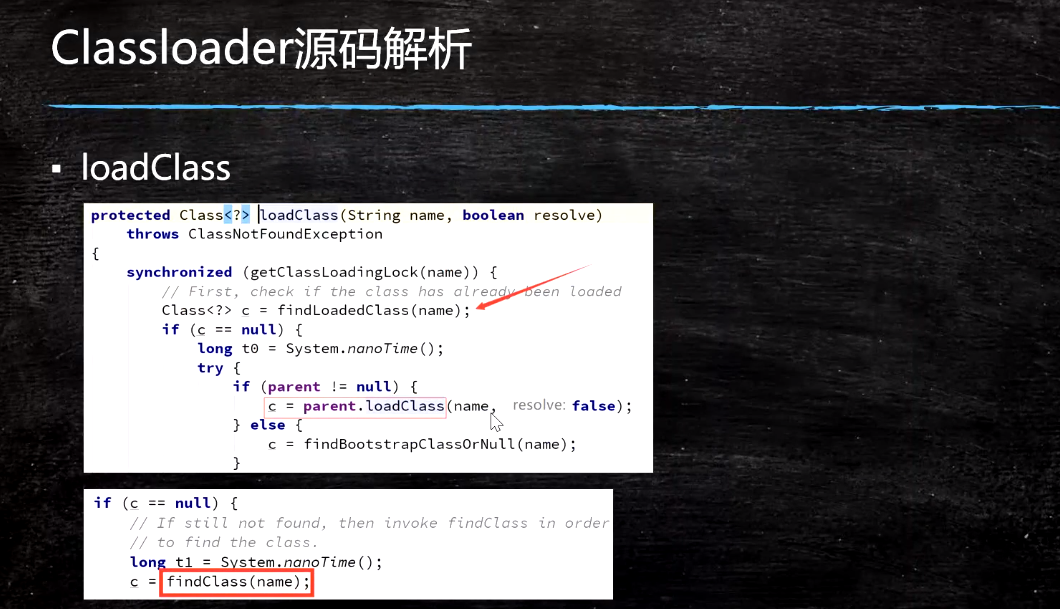 Classloader源码解析
▪ loadClass
protected Class<?> loadClass(String name, boolean resolve)
throws ClassNotFoundException
{
synchronized (getClassLoadingLock(name)) {
// First, check if the class has already been loaded
Class<?> c = findLoadedClass(name);
if (c == null) {
long t0 = System.nanoTime();
try {
if (parent != null) {
c = parent.loadClass(name, resolve: false);
} else {
c = findBootstrapClassOrNull(name);
}
if (c == null) {
// If still not found, then invoke findClass in order
// to find the class.
long t1 = System.nanoTime();
c = findClass(name);